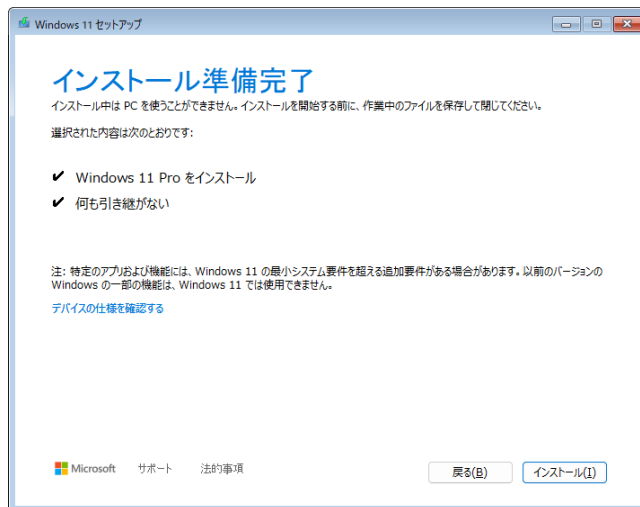 Windows 11 セットアップ
インストール準備完了
インストール中は PC を使うことができません。インストールを開始する前に、作業中のファイルを保存して閉じてください。
選択された内容は次のとおりです:
✔ Windows 11 Pro をインストール
✔ 何も引き継がない
注: 特定のアプリおよび機能には、Windows 11 の最小システム要件を超える追加要件がある場合があります。以前のバージョンの
Windows の一部の機能は、Windows 11 では使用できません。
デバイスの仕様を確認する
Microsoft サポート 法的事項 戻る(B) インストール(I)